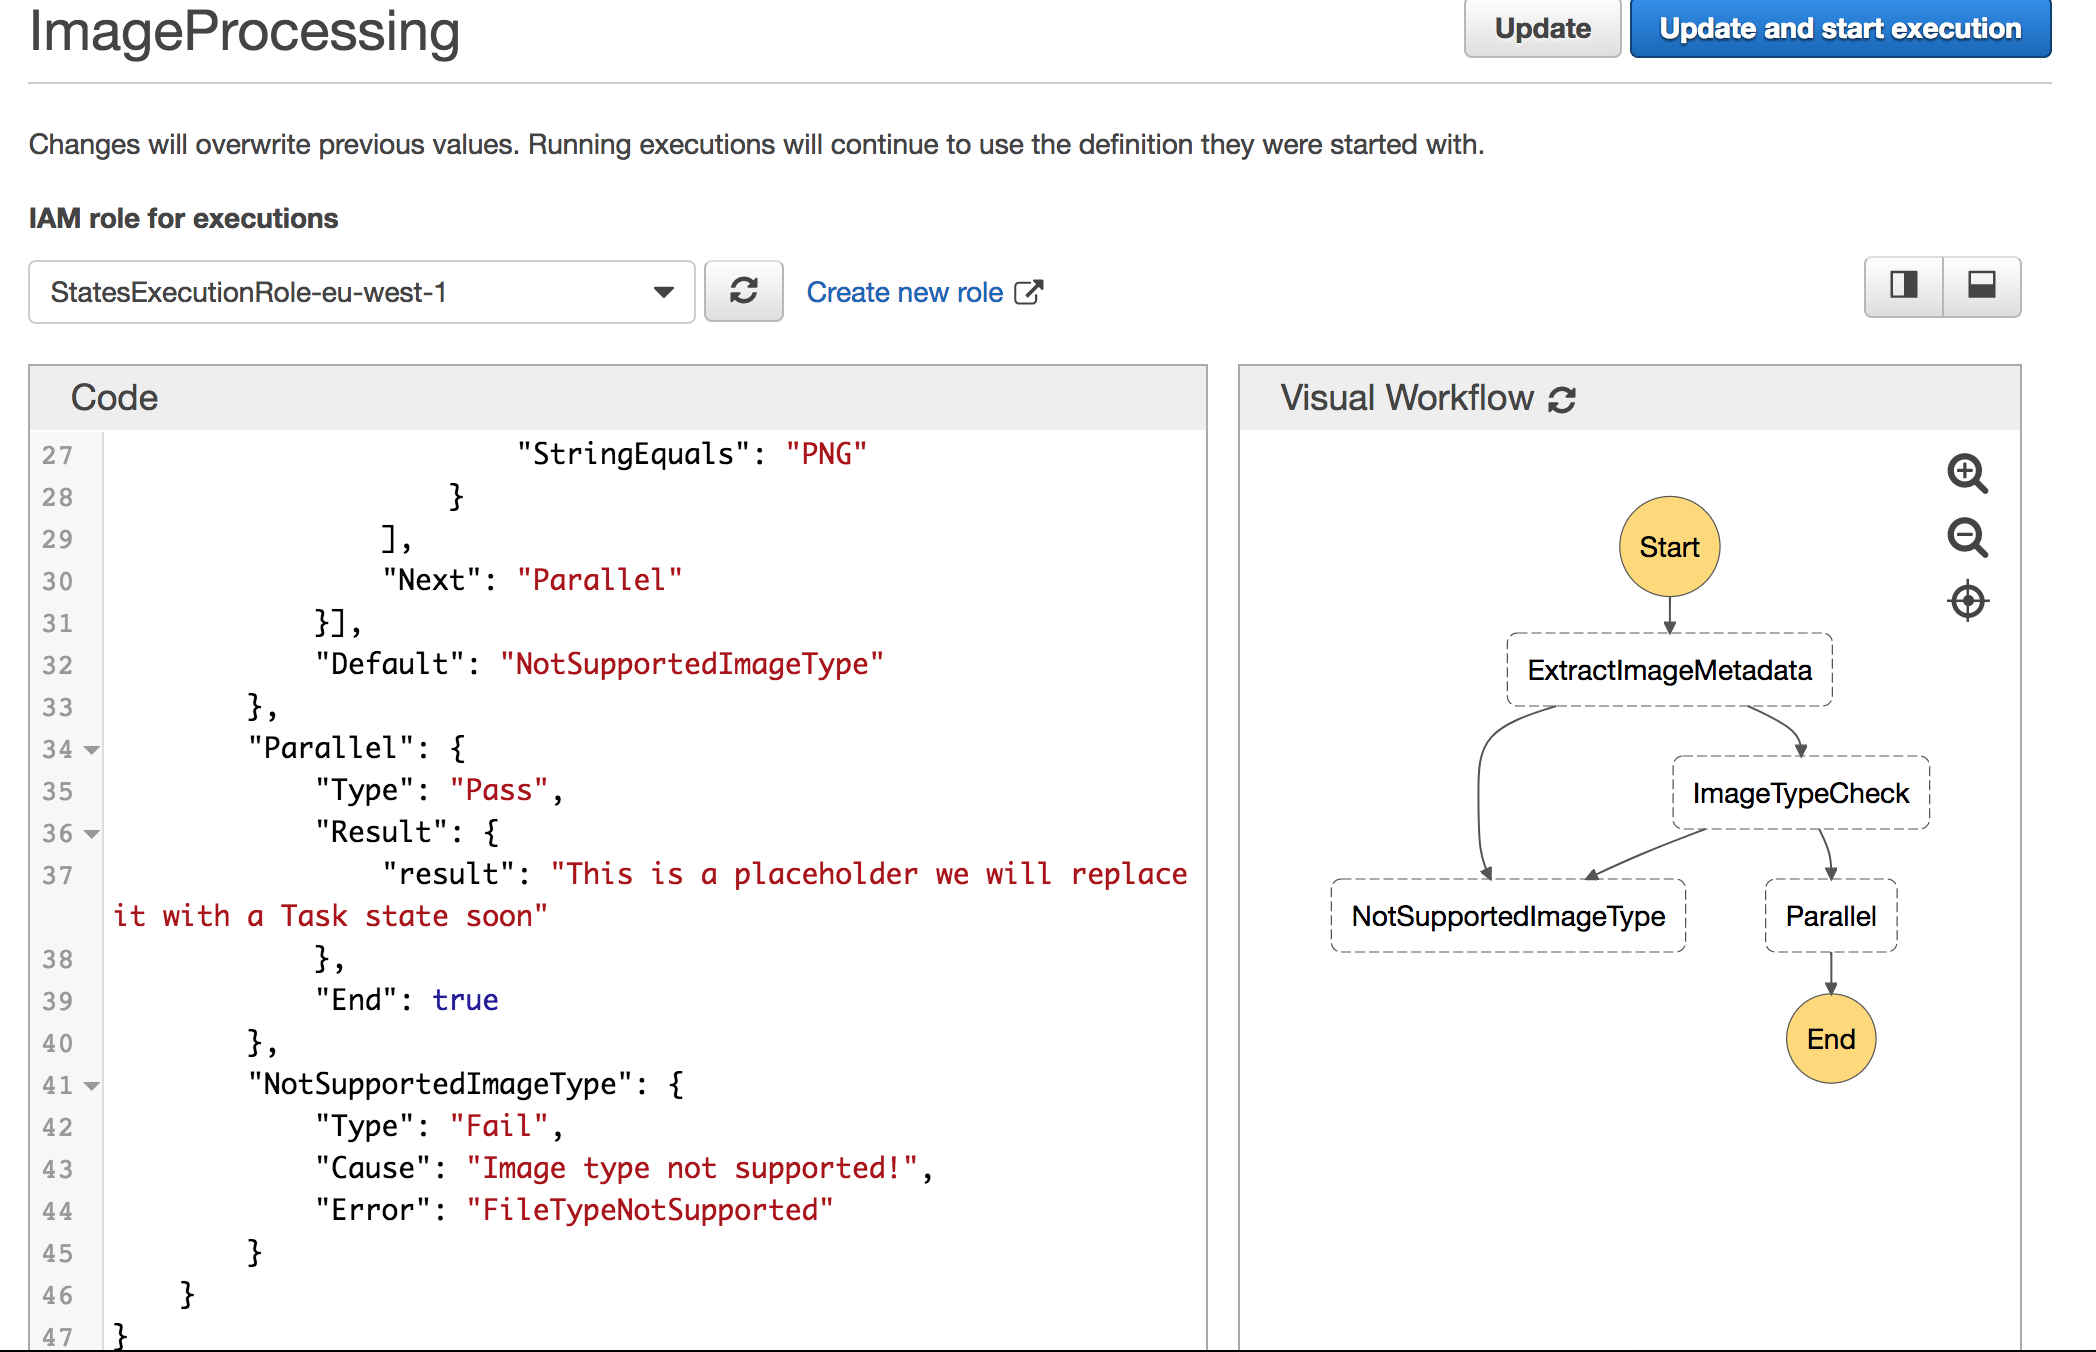 ImageProcessing
Update
Update and start execution
Changes will overwrite previous values. Running executions will continue to use the definition they were started with.
IAM role for executions
StatesExecutionRole-eu-west-1
Create new role
Code
27 "StringEquals": "PNG"
28 }
29 ],
30 "Next": "Parallel"
31 }],
32 "Default": "NotSupportedImageType"
33 },
34 "Parallel": {
35 "Type": "Pass",
36 "Result": {
37 "result": "This is a placeholder we will replace
it with a Task state soon"
38 },
39 "End": true
40 },
41 "NotSupportedImageType": {
42 "Type": "Fail",
43 "Cause": "Image type not supported!",
44 "Error": "FileTypeNotSupported"
45 }
46 }
47 }
Visual Workflow
Start
ExtractImageMetadata
ImageTypeCheck
NotSupportedImageType
Parallel
End